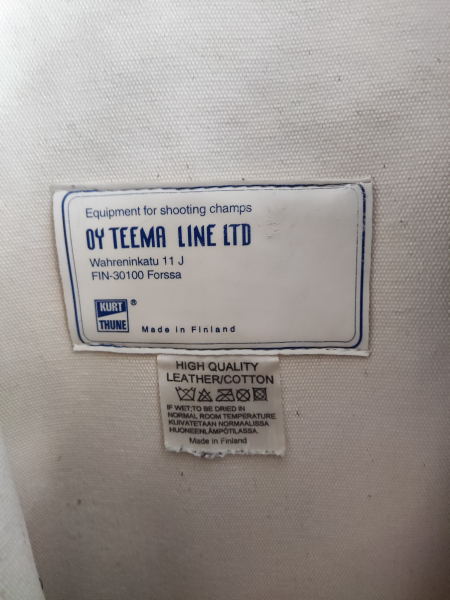 Equipment for shooting champs
OY TEEMA LINE LTD
Wahreninkatu 11 J
FIN-30100 Forssa
KURT ®
THUNE
Made in Finland
HIGH QUALITY
LEATHER/COTTON
IF WET;TO BE DRIED IN
NORMAL ROOM TEMPERATURE
KUIVATETAAN NORMAALISSA
HUONEENLÄMPÖTILASSA.
Made in Finland